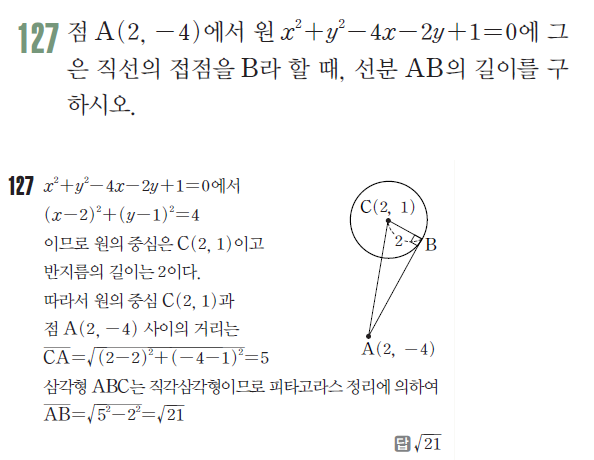 127 점 A(2, −4)에서 원 x²+y²−4x−2y+1=0에 그
은 직선의 접점을 B라 할 때, 선분 AB의 길이를 구
하시오.
127 x²+y²−4x−2y+1=0에서
(x−2)²+(y−1)²=4
이므로 원의 중심은 C(2, 1)이고
반지름의 길이는 2이다.
따라서 원의 중심 C(2, 1)과
점 A(2, −4) 사이의 거리는
C̅A̅=√(2−2)²+(−4−1)²=5
삼각형 ABC는 직각삼각형이므로 피타고라스 정리에 의하여
A̅B̅=√5²−2²=√21
답 √21
C(2, 1)
2
B
A(2, −4)